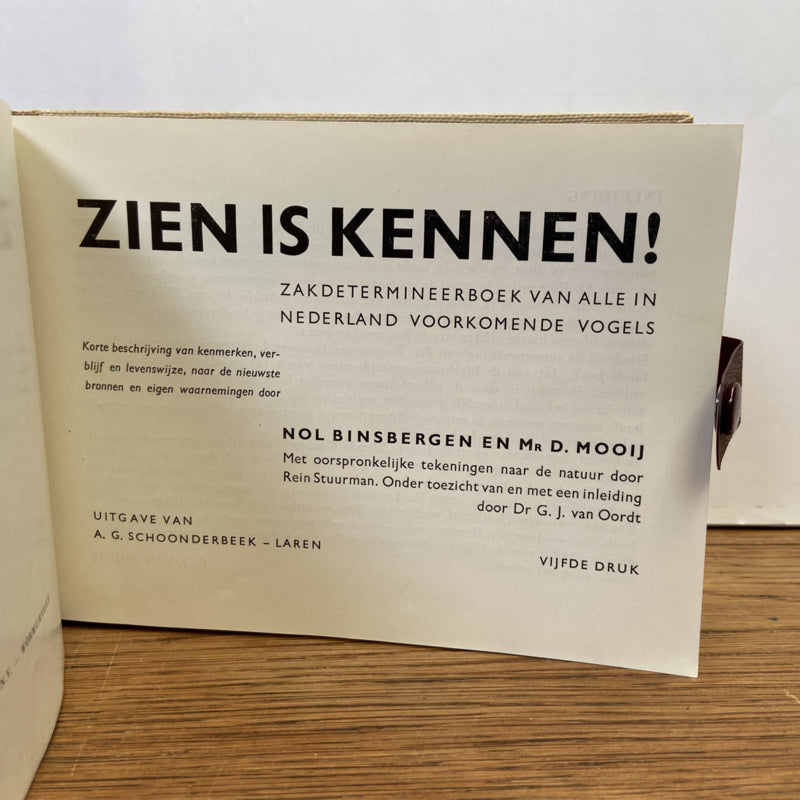 ZIEN IS KENNEN!
ZAKDETERMINEERBOEK VAN ALLE IN
NEDERLAND VOORKOMENDE VOGELS
Korte beschrijving van kenmerken, ver-
blijf en levenswijze, naar de nieuwste
bronnen en eigen waarnemingen door
NOL BINSBERGEN EN MR D. MOOIJ
Met oorspronkelijke tekeningen naar de natuur door
Rein Stuurman. Onder toezicht van en met een inleiding
door Dr G. J. van Oordt
UITGAVE VAN
A. G. SCHOONDERBEEK – LAREN
VIJFDE DRUK
N.V. – WORMERVEER